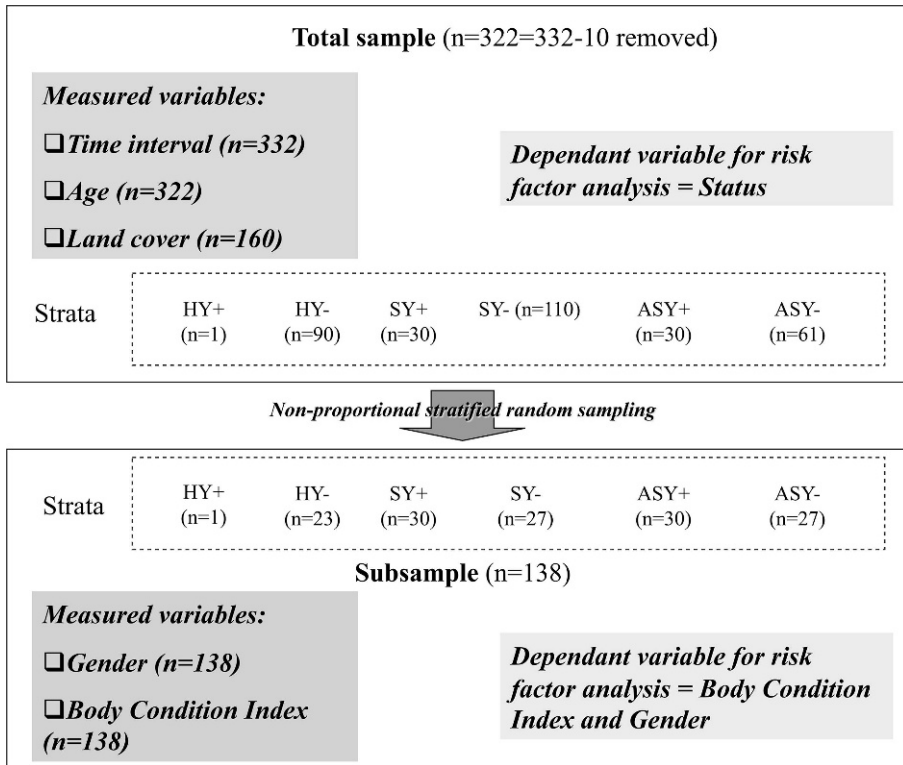 Total sample (n=322=332-10 removed)
Measured variables:
❑Time interval (n=332)
❑Age (n=322)
❑Land cover (n=160)
Dependant variable for risk
factor analysis = Status
Strata
HY+ HY- SY+ SY- (n=110) ASY+ ASY-
(n=1) (n=90) (n=30) (n=30) (n=61)
Non-proportional stratified random sampling
Strata
HY+ HY- SY+ SY- ASY+ ASY-
(n=1) (n=23) (n=30) (n=27) (n=30) (n=27)
Subsample (n=138)
Measured variables:
❑Gender (n=138)
❑Body Condition Index
(n=138)
Dependant variable for risk
factor analysis = Body Condition
Index and Gender